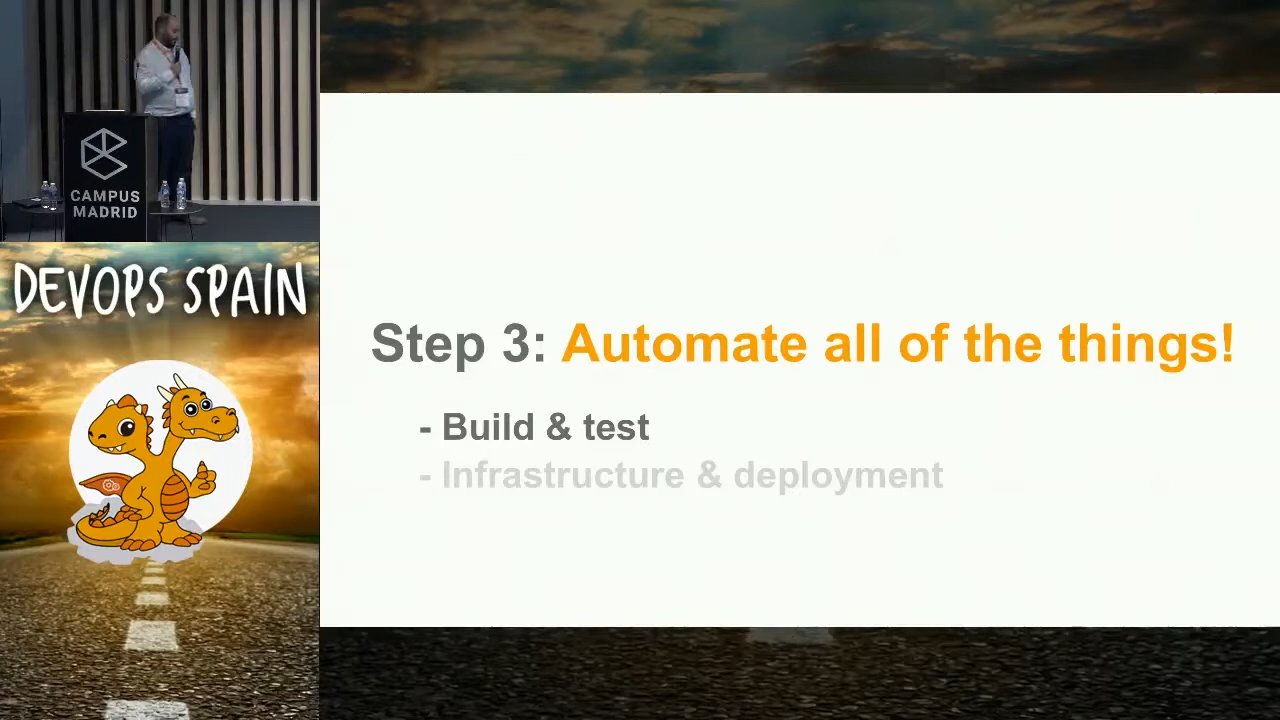 CAMPUS
MADRID
DEVOPS SPAIN
Step 3: Automate all of the things!
- Build & test
- Infrastructure & deployment